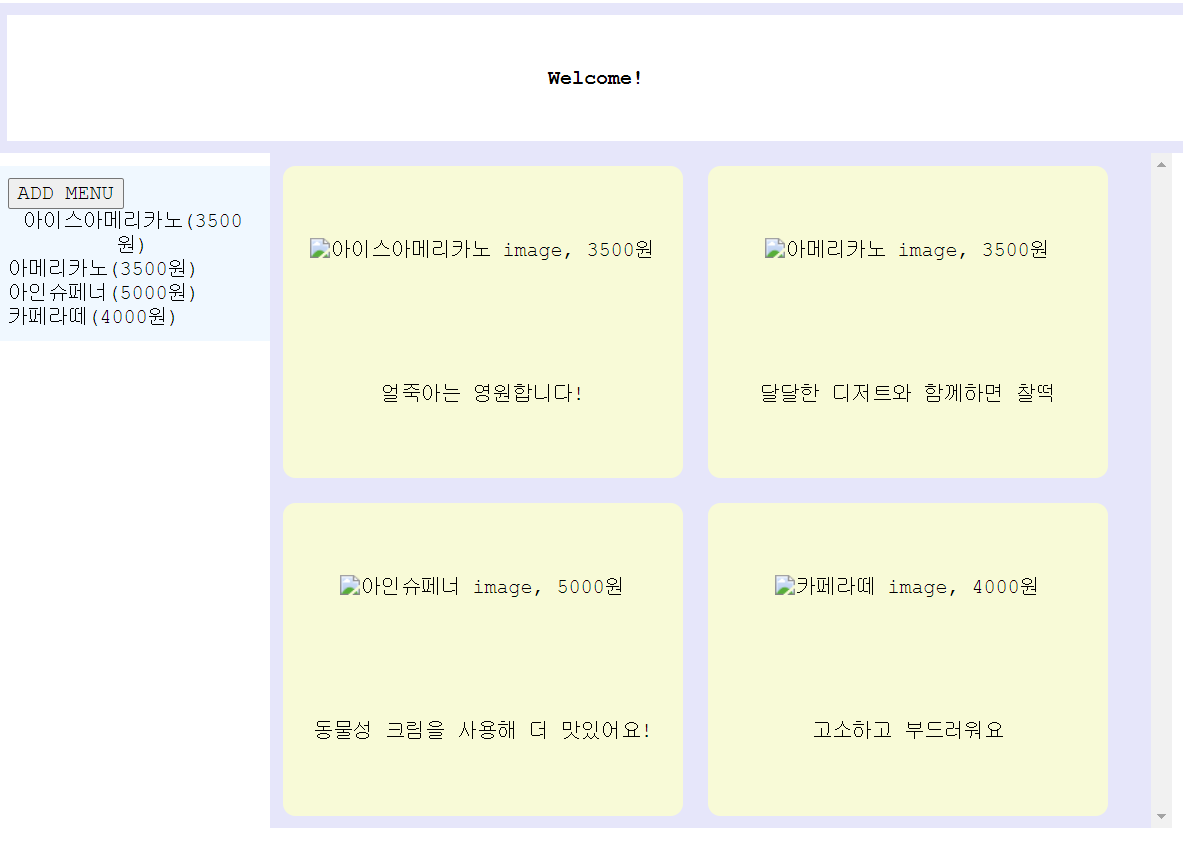 Welcome!
ADD MENU
아이스아메리카노(3500
원)
아메리카노(3500원)
아인슈페너(5000원)
카페라떼(4000원)
아이스아메리카노 image, 3500원
아메리카노 image, 3500원
얼죽아는 영원합니다!
달달한 디저트와 함께하면 찰떡
아인슈페너 image, 5000원
카페라떼 image, 4000원
동물성 크림을 사용해 더 맛있어요!
고소하고 부드러워요